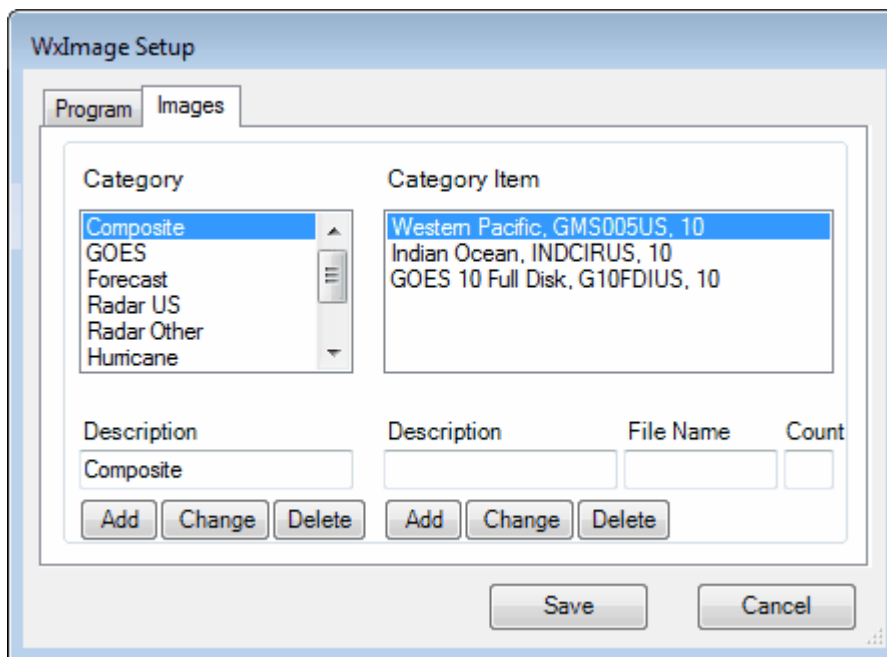 WxImage Setup
Program Images
Category Category Item
Composite
GOES
Forecast
Radar US
Radar Other
Hurricane
Western Pacific, GMS005US, 10
Indian Ocean, INDCIRUS, 10
GOES 10 Full Disk, G10FDIUS, 10
Description Description File Name Count
Composite
Add Change Delete Add Change Delete
Save Cancel